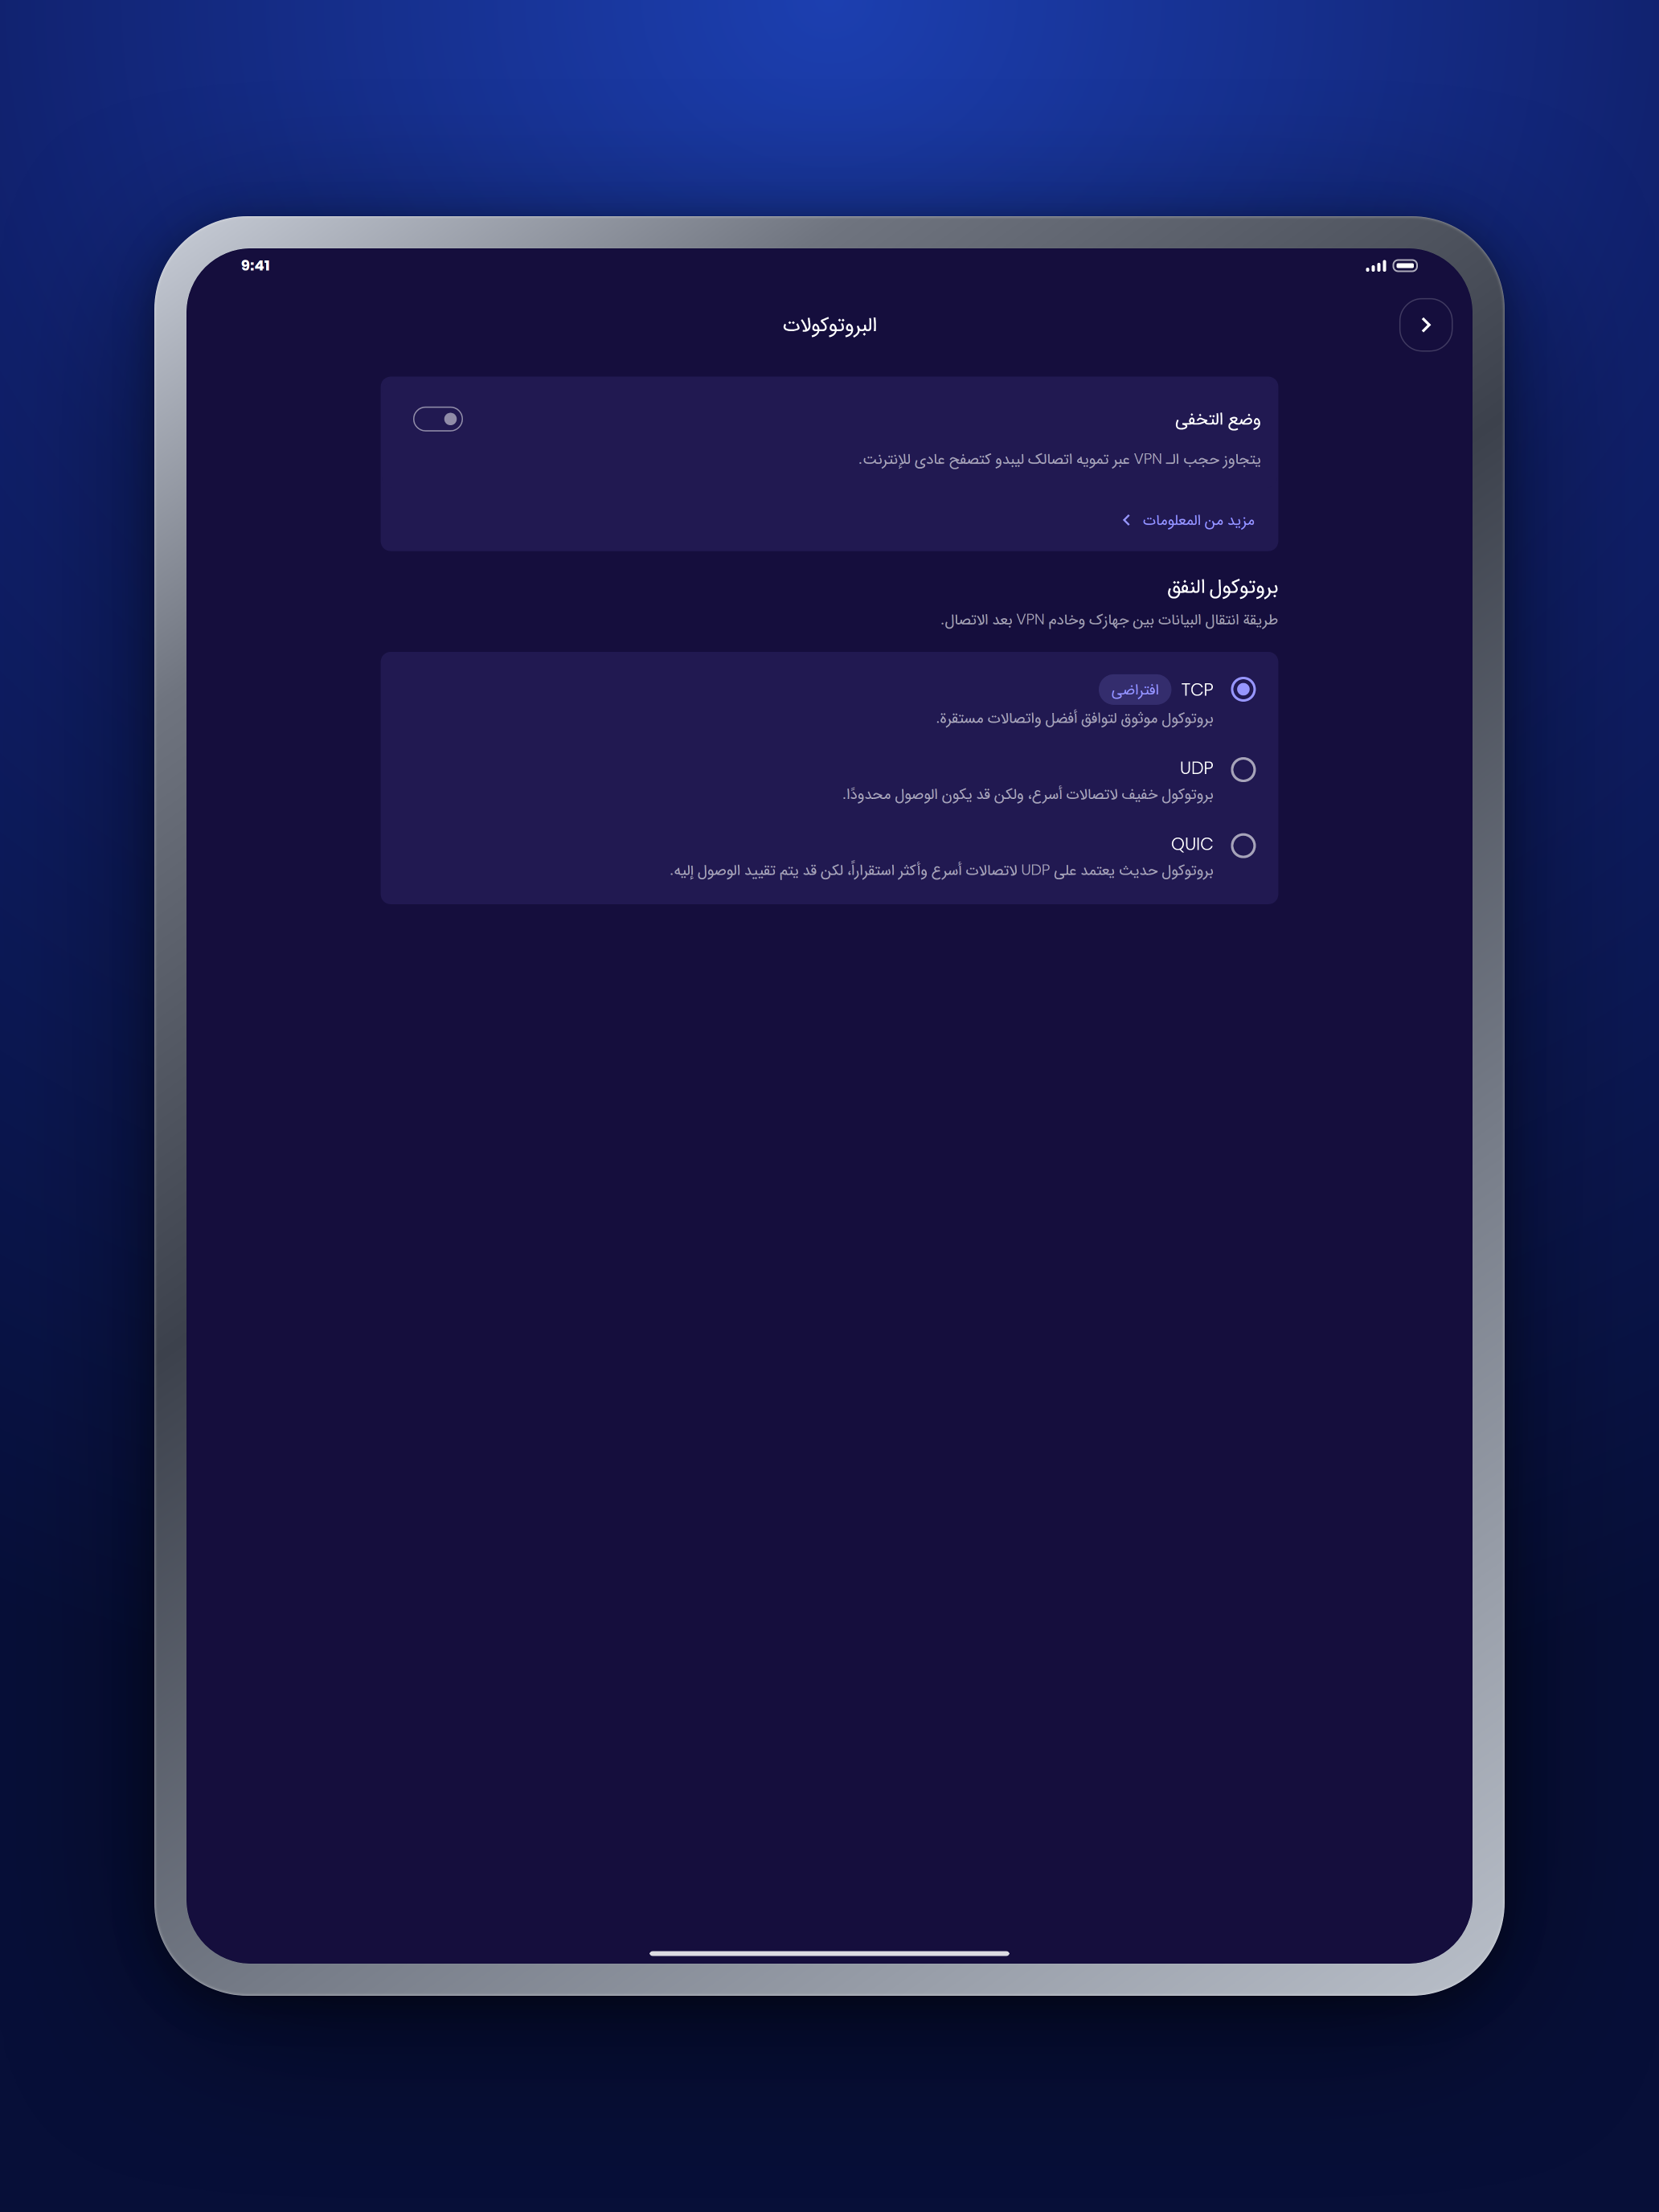 9:41
البروتوكولات
وضع التخفي
يتجاوز حجب الـ VPN عبر تمويه اتصالك ليبدو كتصفح عادي للإنترنت.
مزيد من المعلومات
بروتوكول النفق
طريقة انتقال البيانات بين جهازك وخادم VPN بعد الاتصال.
TCP افتراضي
بروتوكول موثوق لتوافق أفضل واتصالات مستقرة.
UDP
بروتوكول خفيف لاتصالات أسرع، ولكن قد يكون الوصول محدودًا.
QUIC
بروتوكول حديث يعتمد على UDP لاتصالات أسرع وأكثر استقراراً، لكن قد يتم تقييد الوصول إليه.